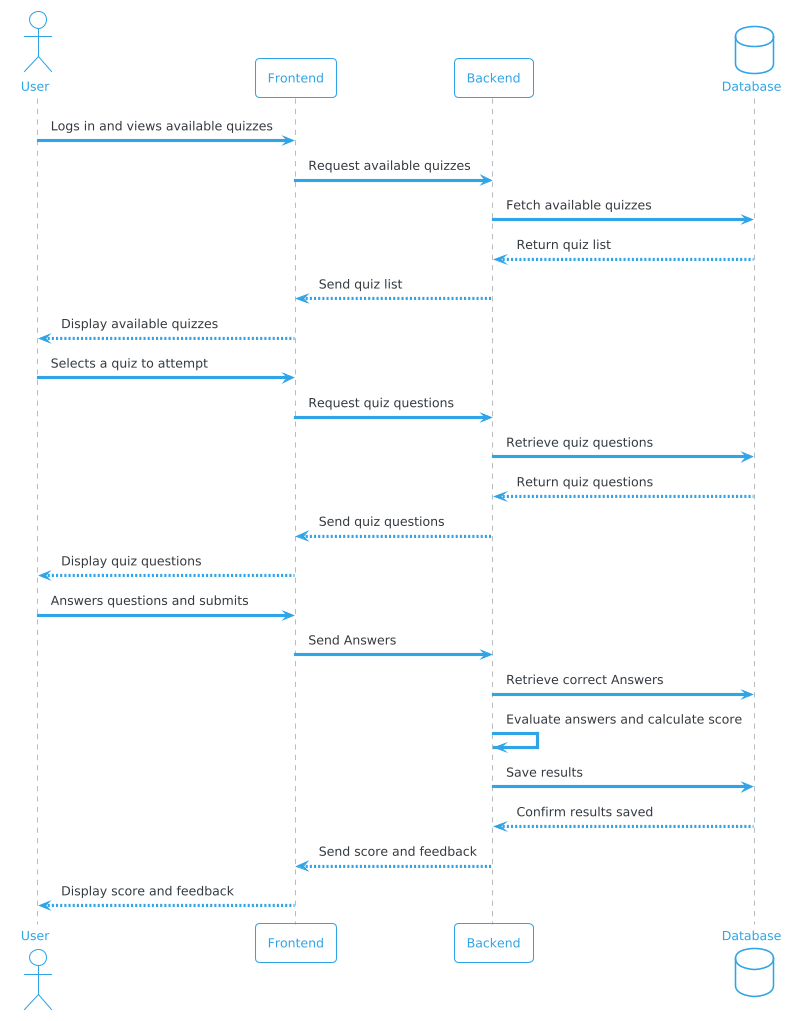 User
Frontend
Backend
Database
Logs in and views available quizzes
Request available quizzes
Fetch available quizzes
Return quiz list
Send quiz list
Display available quizzes
Selects a quiz to attempt
Request quiz questions
Retrieve quiz questions
Return quiz questions
Send quiz questions
Display quiz questions
Answers questions and submits
Send Answers
Retrieve correct Answers
Evaluate answers and calculate score
Save results
Confirm results saved
Send score and feedback
Display score and feedback
User
Frontend
Backend
Database